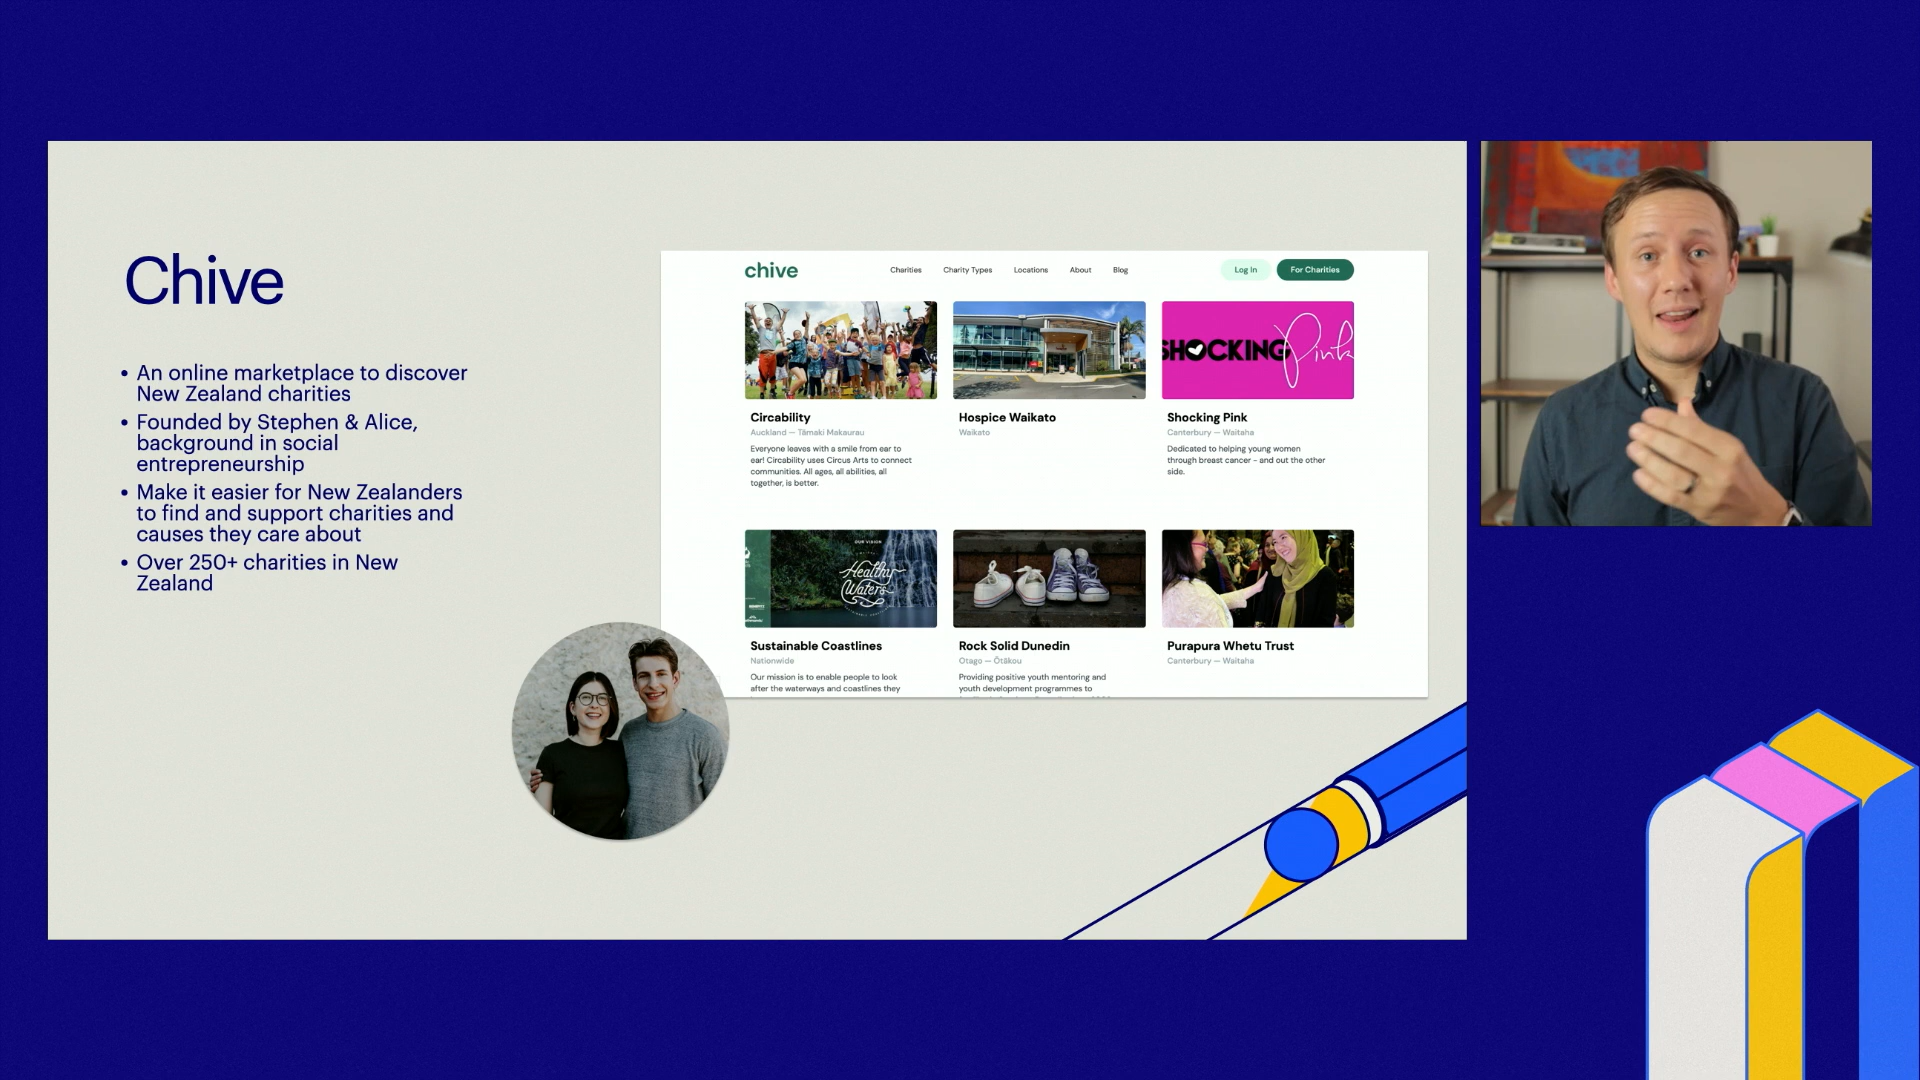 Chive
• An online marketplace to discover
New Zealand charities
• Founded by Stephen & Alice,
background in social
entrepreneurship
• Make it easier for New Zealanders
to find and support charities and
causes they care about
• Over 250+ charities in New
Zealand
chive
Charities Charity Types Locations About Blog
Log In
For Charities
SHOCKING Pink
Circability
Auckland — Tāmaki Makaurau
Everyone leaves with a smile from ear to
ear! Circability uses Circus Arts to connect
communities. All ages, all abilities, all
together, is better.
Hospice Waikato
Waikato
Shocking Pink
Canterbury — Waitaha
Dedicated to helping young women
through breast cancer - and out the other
side.
OUR VISION
Healthy
Waters
Sustainable Coastlines
Nationwide
Our mission is to enable people to look
after the waterways and coastlines they
Rock Solid Dunedin
Otago — Ōtākou
Providing positive youth mentoring and
youth development programmes to
Purapura Whetu Trust
Canterbury — Waitaha